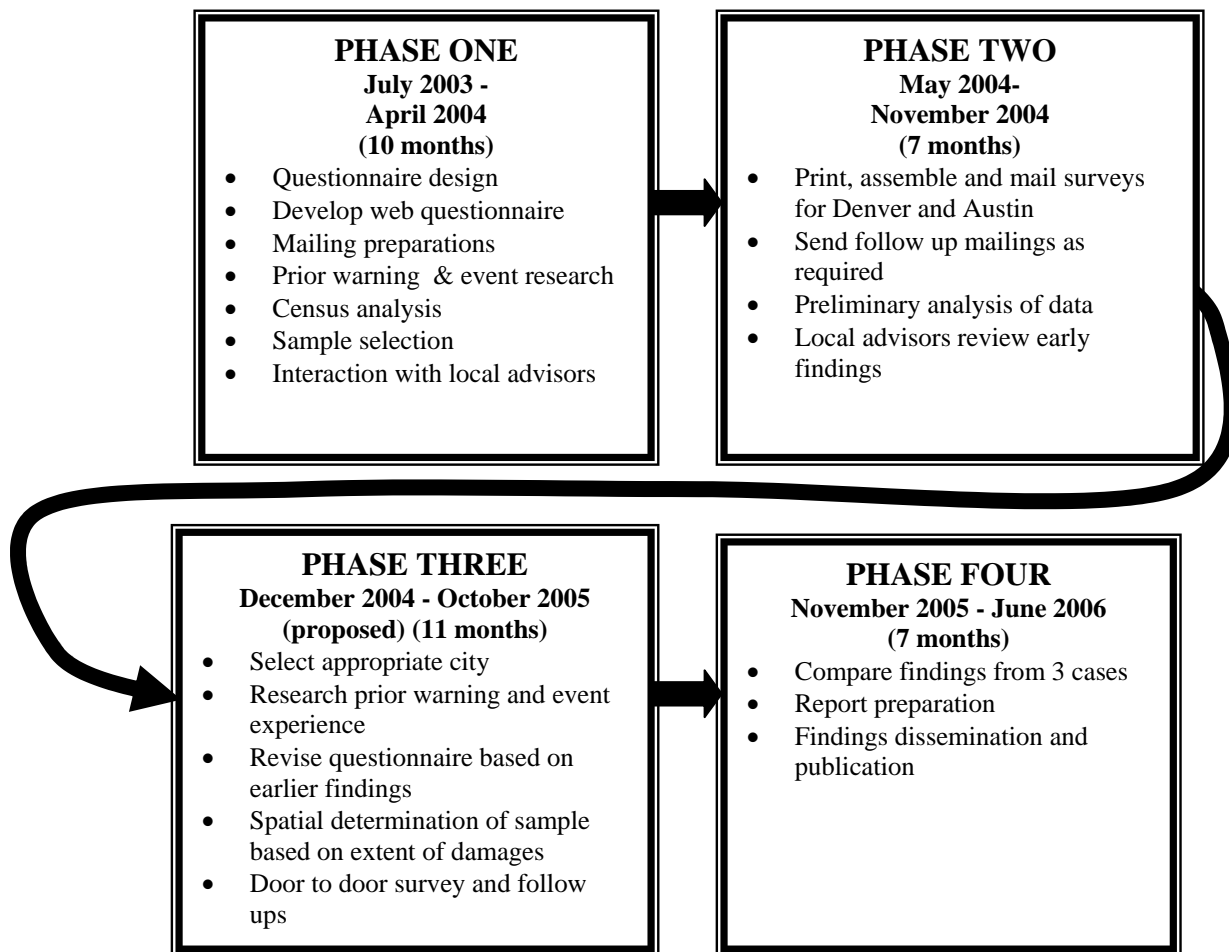 PHASE ONE
July 2003 -
April 2004
(10 months)
• Questionnaire design
• Develop web questionnaire
• Mailing preparations
• Prior warning & event research
• Census analysis
• Sample selection
• Interaction with local advisors
PHASE TWO
May 2004-
November 2004
(7 months)
• Print, assemble and mail surveys
for Denver and Austin
• Send follow up mailings as
required
• Preliminary analysis of data
• Local advisors review early
findings
PHASE THREE
December 2004 - October 2005
(proposed) (11 months)
• Select appropriate city
• Research prior warning and event
experience
• Revise questionnaire based on
earlier findings
• Spatial determination of sample
based on extent of damages
• Door to door survey and follow
ups
PHASE FOUR
November 2005 - June 2006
(7 months)
• Compare findings from 3 cases
• Report preparation
• Findings dissemination and
publication